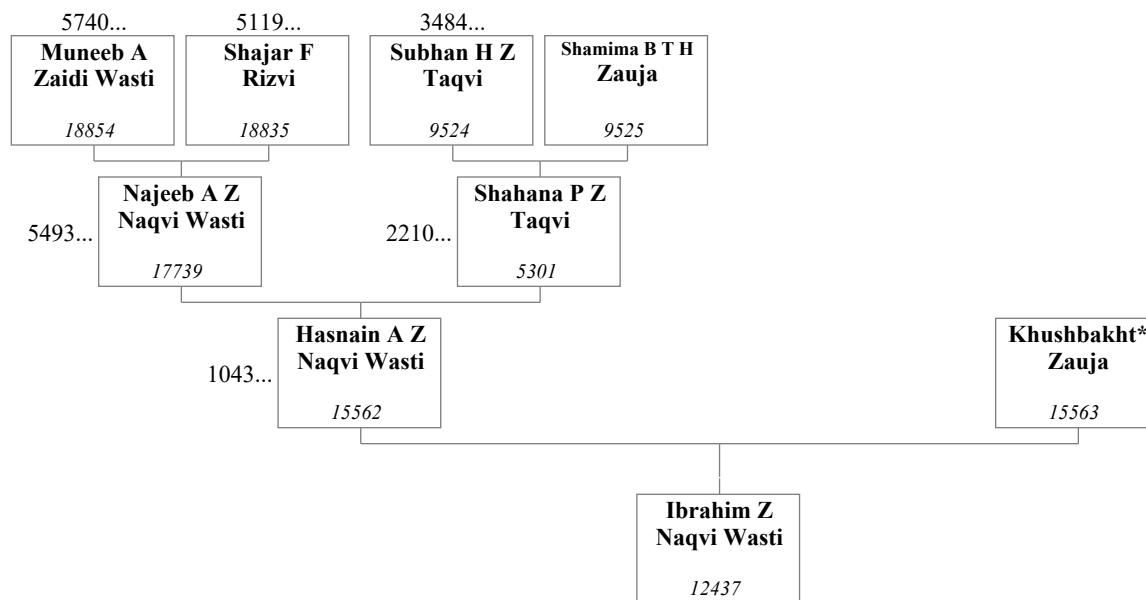 5740...
5119...
3484...
Muneeb A
Zaidi Wasti
18854
Shajar F
Rizvi
18835
Subhan H Z
Taqvi
9524
Shamima B T H
Zauja
9525
5493...
Najeeb A Z
Naqvi Wasti
17739
2210...
Shahana P Z
Taqvi
5301
1043...
Hasnain A Z
Naqvi Wasti
15562
Khushbakht*
Zauja
15563
Ibrahim Z
Naqvi Wasti
12437